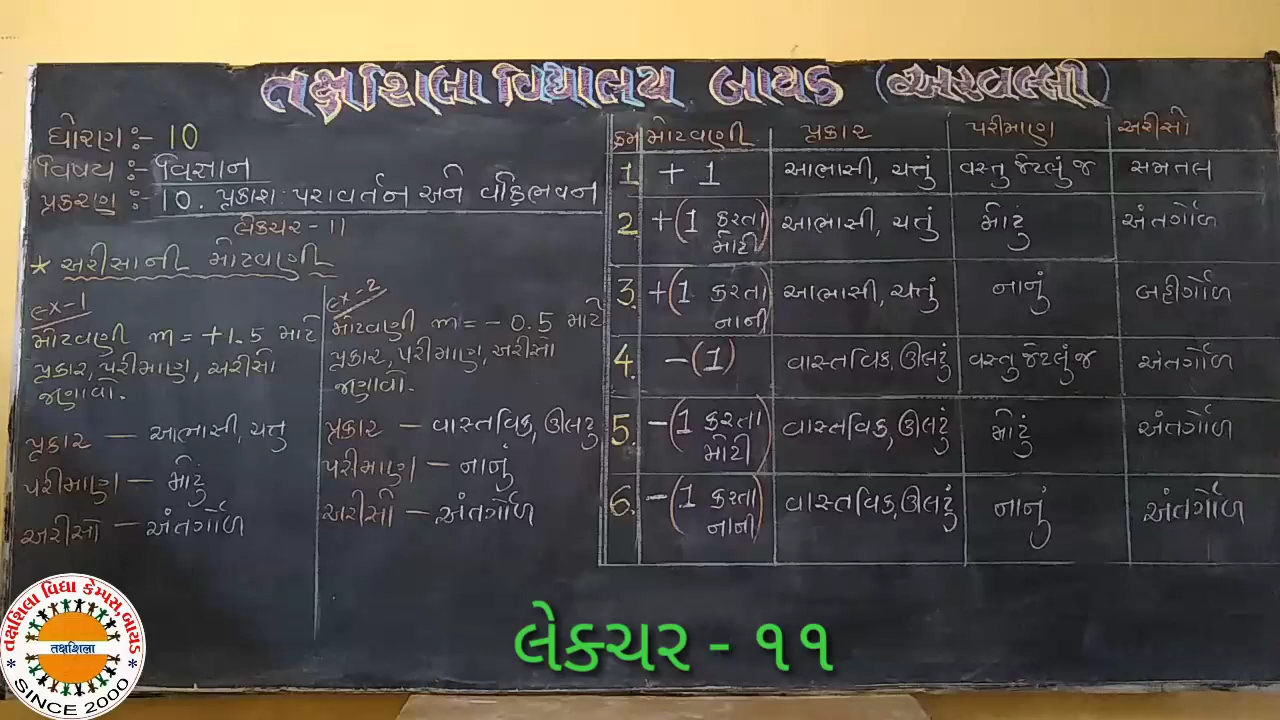 તક્ષશિલા વિદ્યાલય બાયડ (અરવલ્લી)
ધોરણ :- 10
વિષય :- વિજ્ઞાન
પ્રકરણ :- 10. પ્રકાશ : પરાવર્તન અને વક્રિભવન
લેક્ચર - 11
* અરીસાની મોટવણી
ex-1
મોટવણી m = +1.5 માટે
પ્રકાર, પરીમાણ, અરીસો
જણાવો.
પ્રકાર — આભાસી, ચત્તુ
પરીમાણ — મોટું
અરીસો — અંતર્ગોળ
ex-2
મોટવણી m = - 0.5 માટે
પ્રકાર, પરીમાણ, અરીસો
જણાવો.
પ્રકાર — વાસ્તવિક, ઊલટું
પરીમાણ — નાનું
અરીસો — અંતર્ગોળ
ક્રમ મોટવણી પ્રકાર પરીમાણ અરીસો
1 + 1 આભાસી, ચત્તું વસ્તુ જેટલું જ સમતલ
2. +(1 કરતા મોટી) આભાસી, ચત્તું મોટું અંતર્ગોળ
3. +(1 કરતા નાની) આભાસી, ચત્તું નાનું બહીર્ગોળ
4. -(1) વાસ્તવિક, ઊલટું વસ્તુ જેટલું જ અંતર્ગોળ
5. -(1 કરતા મોટી) વાસ્તવિક, ઊલટું મોટું અંતર્ગોળ
6. -(1 કરતા નાની) વાસ્તવિક, ઊલટું નાનું અંતર્ગોળ
લેક્ચર - ૧૧
તક્ષશિલા વિદ્યા કેમ્પસ, બાયડ
તક્ષશિલા
* SINCE 2000 *